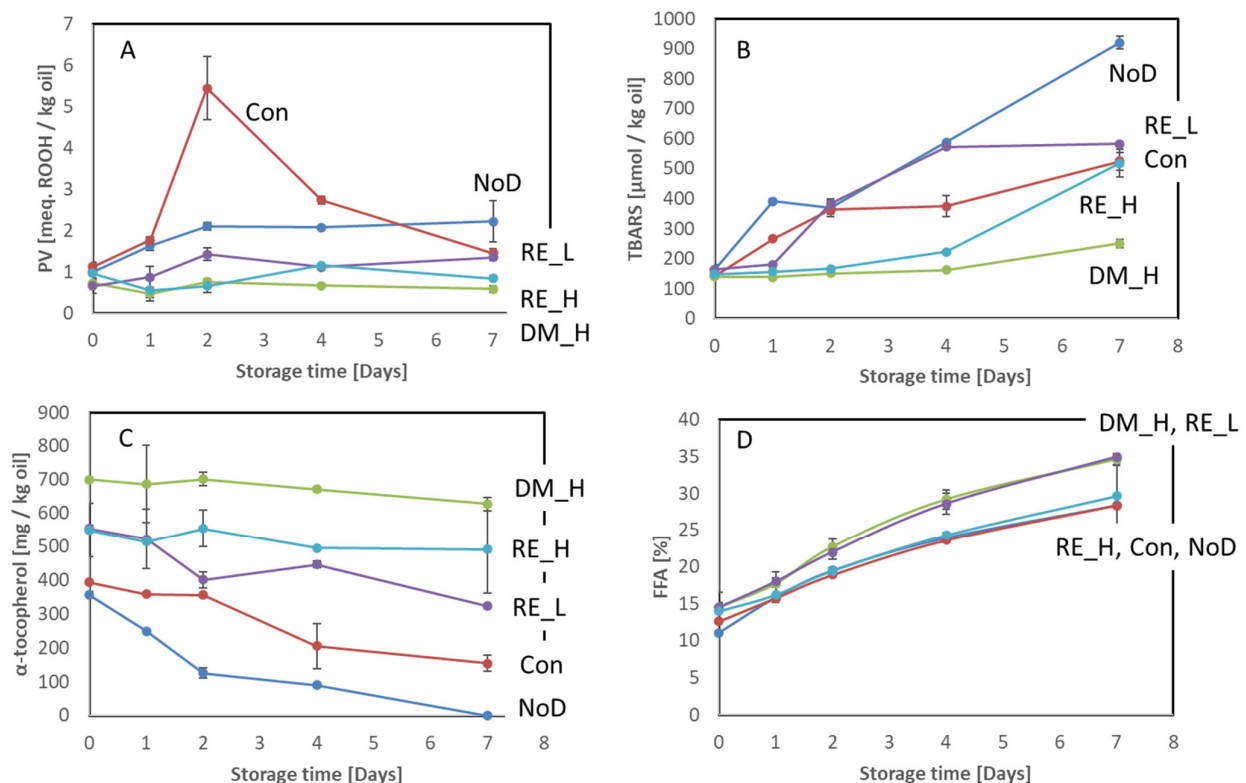 A
PV [meq. ROOH / kg oil]
7
6
5
4
3
2
1
0
Con
NoD
RE_L
RE_H
DM_H
0 1 2 3 4 5 6 7 8
Storage time [Days]
B
TBARS [µmol / kg oil]
1000
900
800
700
600
500
400
300
200
100
0
NoD
RE_L
Con
RE_H
DM_H
0 1 2 3 4 5 6 7 8
Storage time [Days]
C
α-tocopherol [mg / kg oil]
900
800
700
600
500
400
300
200
100
0
DM_H
RE_H
RE_L
Con
NoD
0 1 2 3 4 5 6 7 8
Storage time [Days]
D
FFA [%]
40
35
30
25
20
15
10
5
0
DM_H, RE_L
RE_H, Con, NoD
0 1 2 3 4 5 6 7 8
Storage time [Days]